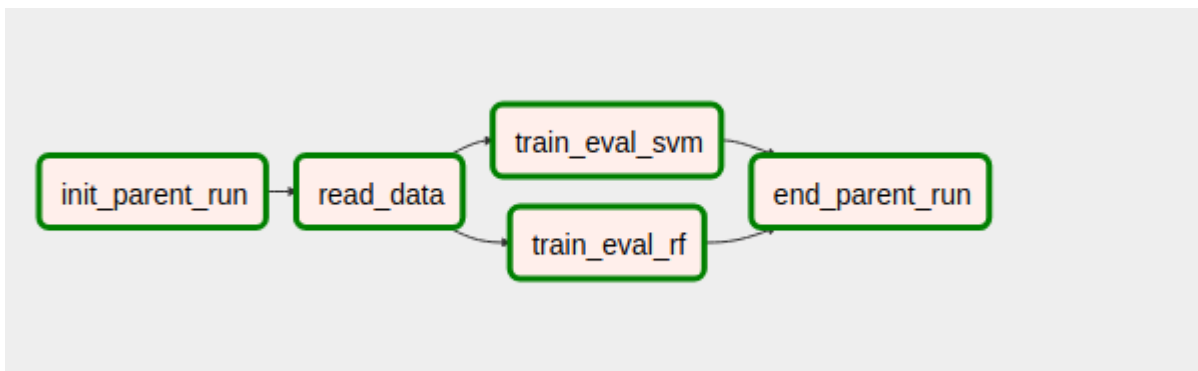 init_parent_run
read_data
train_eval_svm
train_eval_rf
end_parent_run